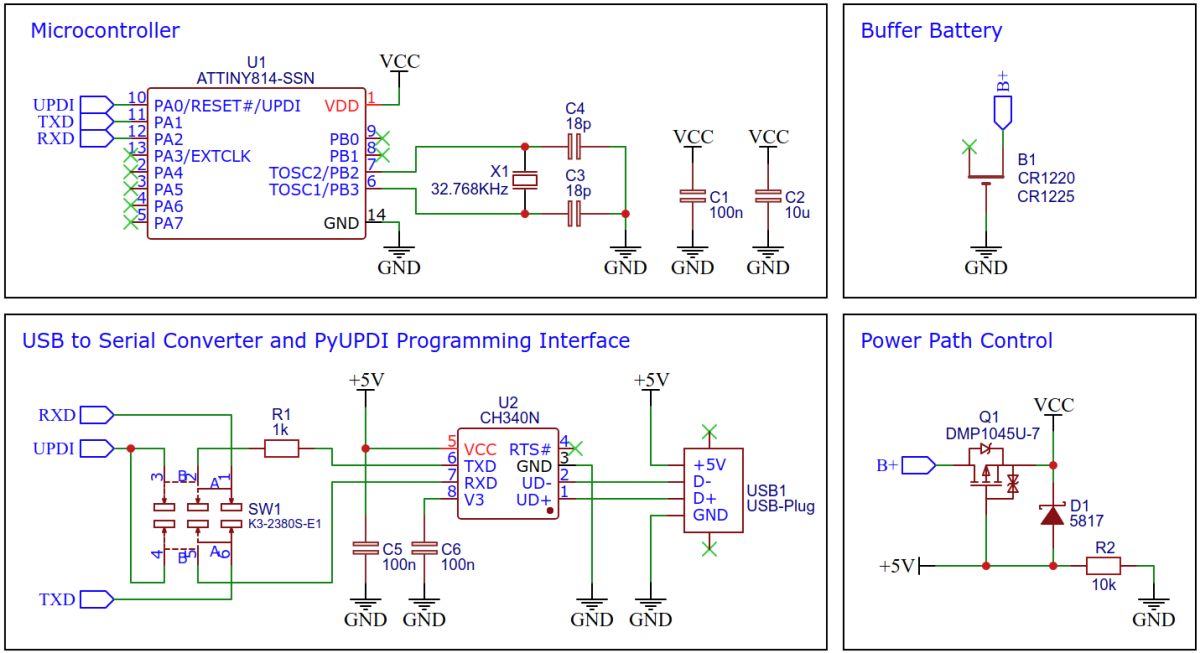 Microcontroller
U1
ATTINY814-SSN
VCC
UPDI
10
PA0/RESET#/UPDI
VDD
1
TXD
11
PA1
RXD
12
PA2
PB0
9
13
PA3/EXTCLK
PB1
8
2
PA4
TOSC2/PB2
7
3
PA5
TOSC1/PB3
6
4
PA6
5
PA7
GND
14
GND
X1
32.768KHz
C4
18p
C3
18p
GND
VCC
C1
100n
GND
VCC
C2
10u
GND
Buffer Battery
B+
B1
CR1220
CR1225
GND
USB to Serial Converter and PyUPDI Programming Interface
RXD
UPDI
TXD
R1
1k
3
B
2
A
1
SW1
K3-2380S-E1
4
B
5
A
6
+5V
U2
CH340N
5
VCC
RTS#
4
6
TXD
GND
3
7
RXD
UD-
2
8
V3
UD+
1
C5
100n
C6
100n
GND
GND
GND
GND
+5V
+5V
D-
D+
GND
USB1
USB-Plug
Power Path Control
Q1
DMP1045U-7
VCC
B+
D1
5817
+5V
R2
10k
GND